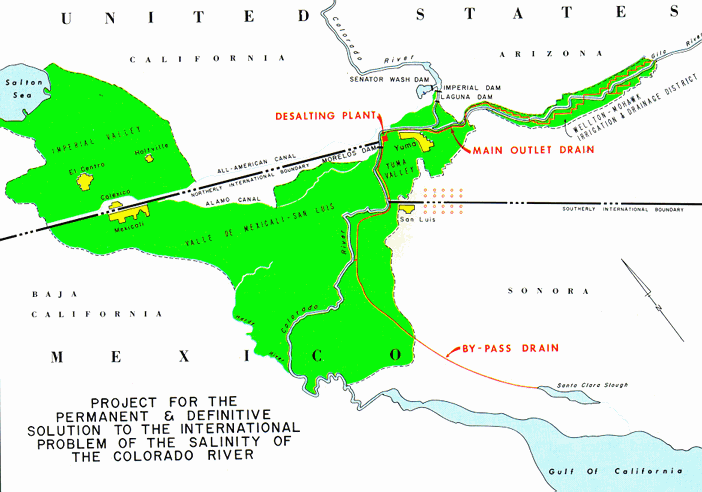 UNITED STATES
Colorado River
CALIFORNIA
ARIZONA
Gila River
Salton Sea
SENATOR WASH DAM
IMPERIAL DAM
LAGUNA DAM
DESALTING PLANT
WELLTON-MOHAWK
IRRIGATION & DRAINAGE DISTRICT
IMPERIAL VALLEY
Holtville
El Centro
MORELOS DAM
Yuma
MAIN OUTLET DRAIN
ALL-AMERICAN CANAL
NORTHERLY INTERNATIONAL BOUNDARY
YUMA
VALLEY
Calexico
ALAMO CANAL
Mexicali
VALLE DE MEXICALI-SAN LUIS
San Luis
SOUTHERLY INTERNATIONAL BOUNDARY
Colorado River
BAJA
CALIFORNIA
SONORA
Hardy River
MEXICO
BY-PASS DRAIN
Santa Clara Slough
PROJECT FOR THE
PERMANENT & DEFINITIVE
SOLUTION TO THE INTERNATIONAL
PROBLEM OF THE SALINITY OF
THE COLORADO RIVER
Gulf Of California